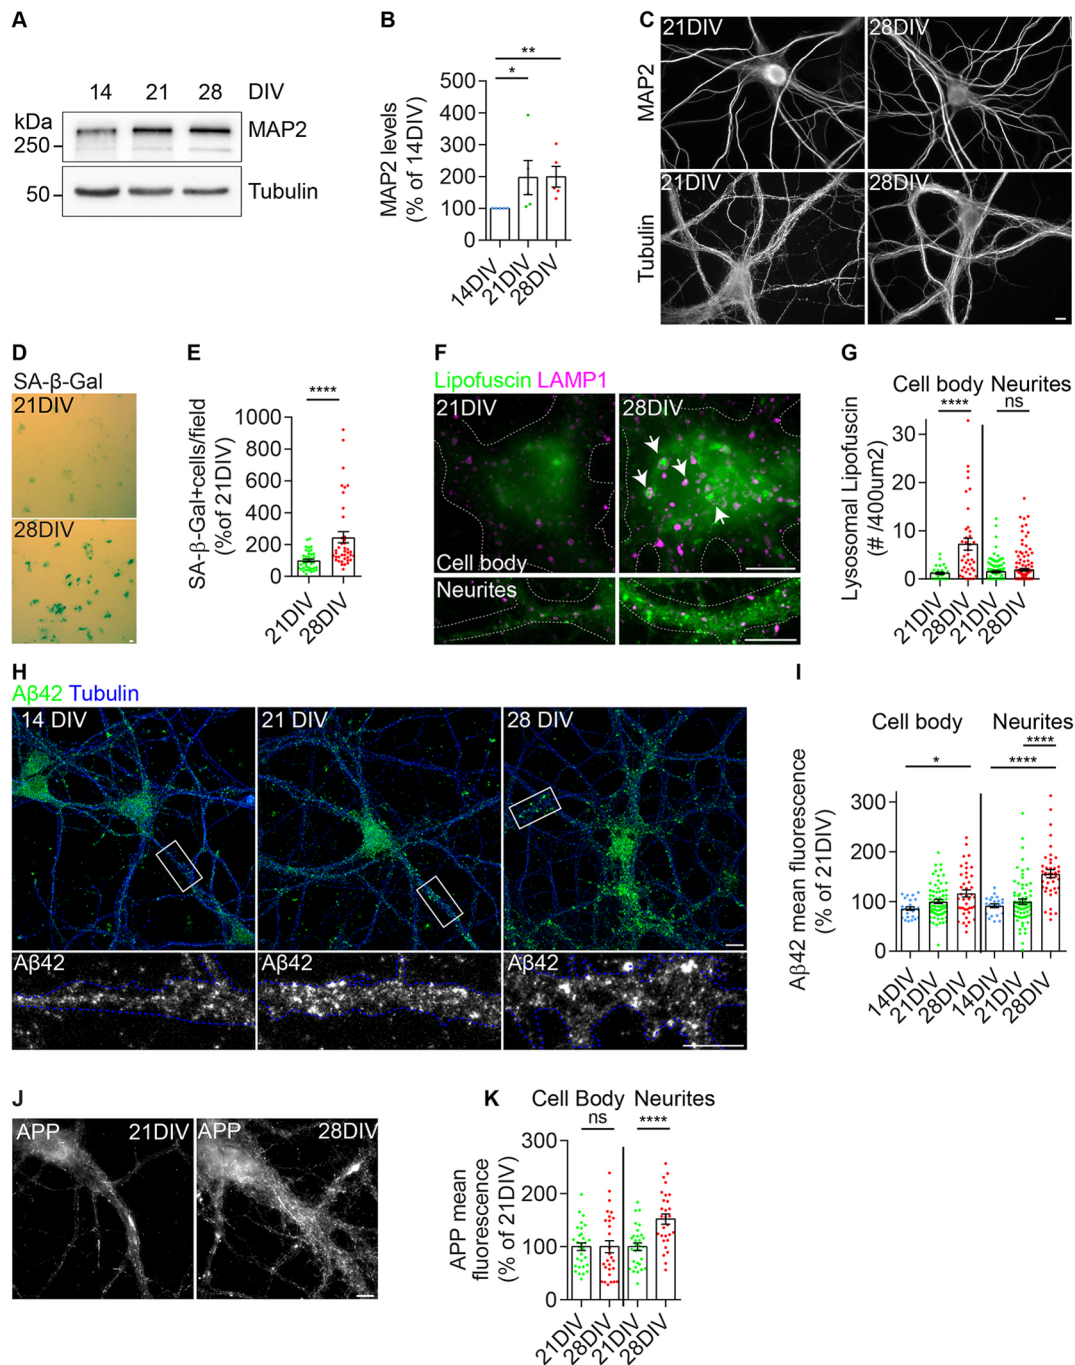 A
14 21 28 DIV
kDa
250
MAP2
50
Tubulin
B
**
*
500
400
300
200
100
0
MAP2 levels
(% of 14DIV)
14DIV
21DIV
28DIV
C
21DIV
28DIV
MAP2
21DIV
28DIV
Tubulin
D
SA-β-Gal
21DIV
28DIV
E
****
1000
800
600
400
200
0
SA-β-Gal+cells/field
(%of 21DIV)
21DIV
28DIV
F
Lipofuscin LAMP1
21DIV
28DIV
Cell body
Neurites
G
Cell body Neurites
****
ns
30
20
10
0
Lysosomal Lipofuscin
(# /400um2)
21DIV
28DIV
21DIV
28DIV
H
Aβ42 Tubulin
14 DIV
21 DIV
28 DIV
Aβ42
Aβ42
Aβ42
I
Cell body Neurites
****
*
****
300
200
100
0
Aβ42 mean fluorescence
(% of 21DIV)
14DIV
21DIV
28DIV
14DIV
21DIV
28DIV
J
APP 21DIV
APP 28DIV
K
Cell Body Neurites
ns
****
300
200
100
0
APP mean
fluorescence
(% of 21DIV)
21DIV
28DIV
21DIV
28DIV